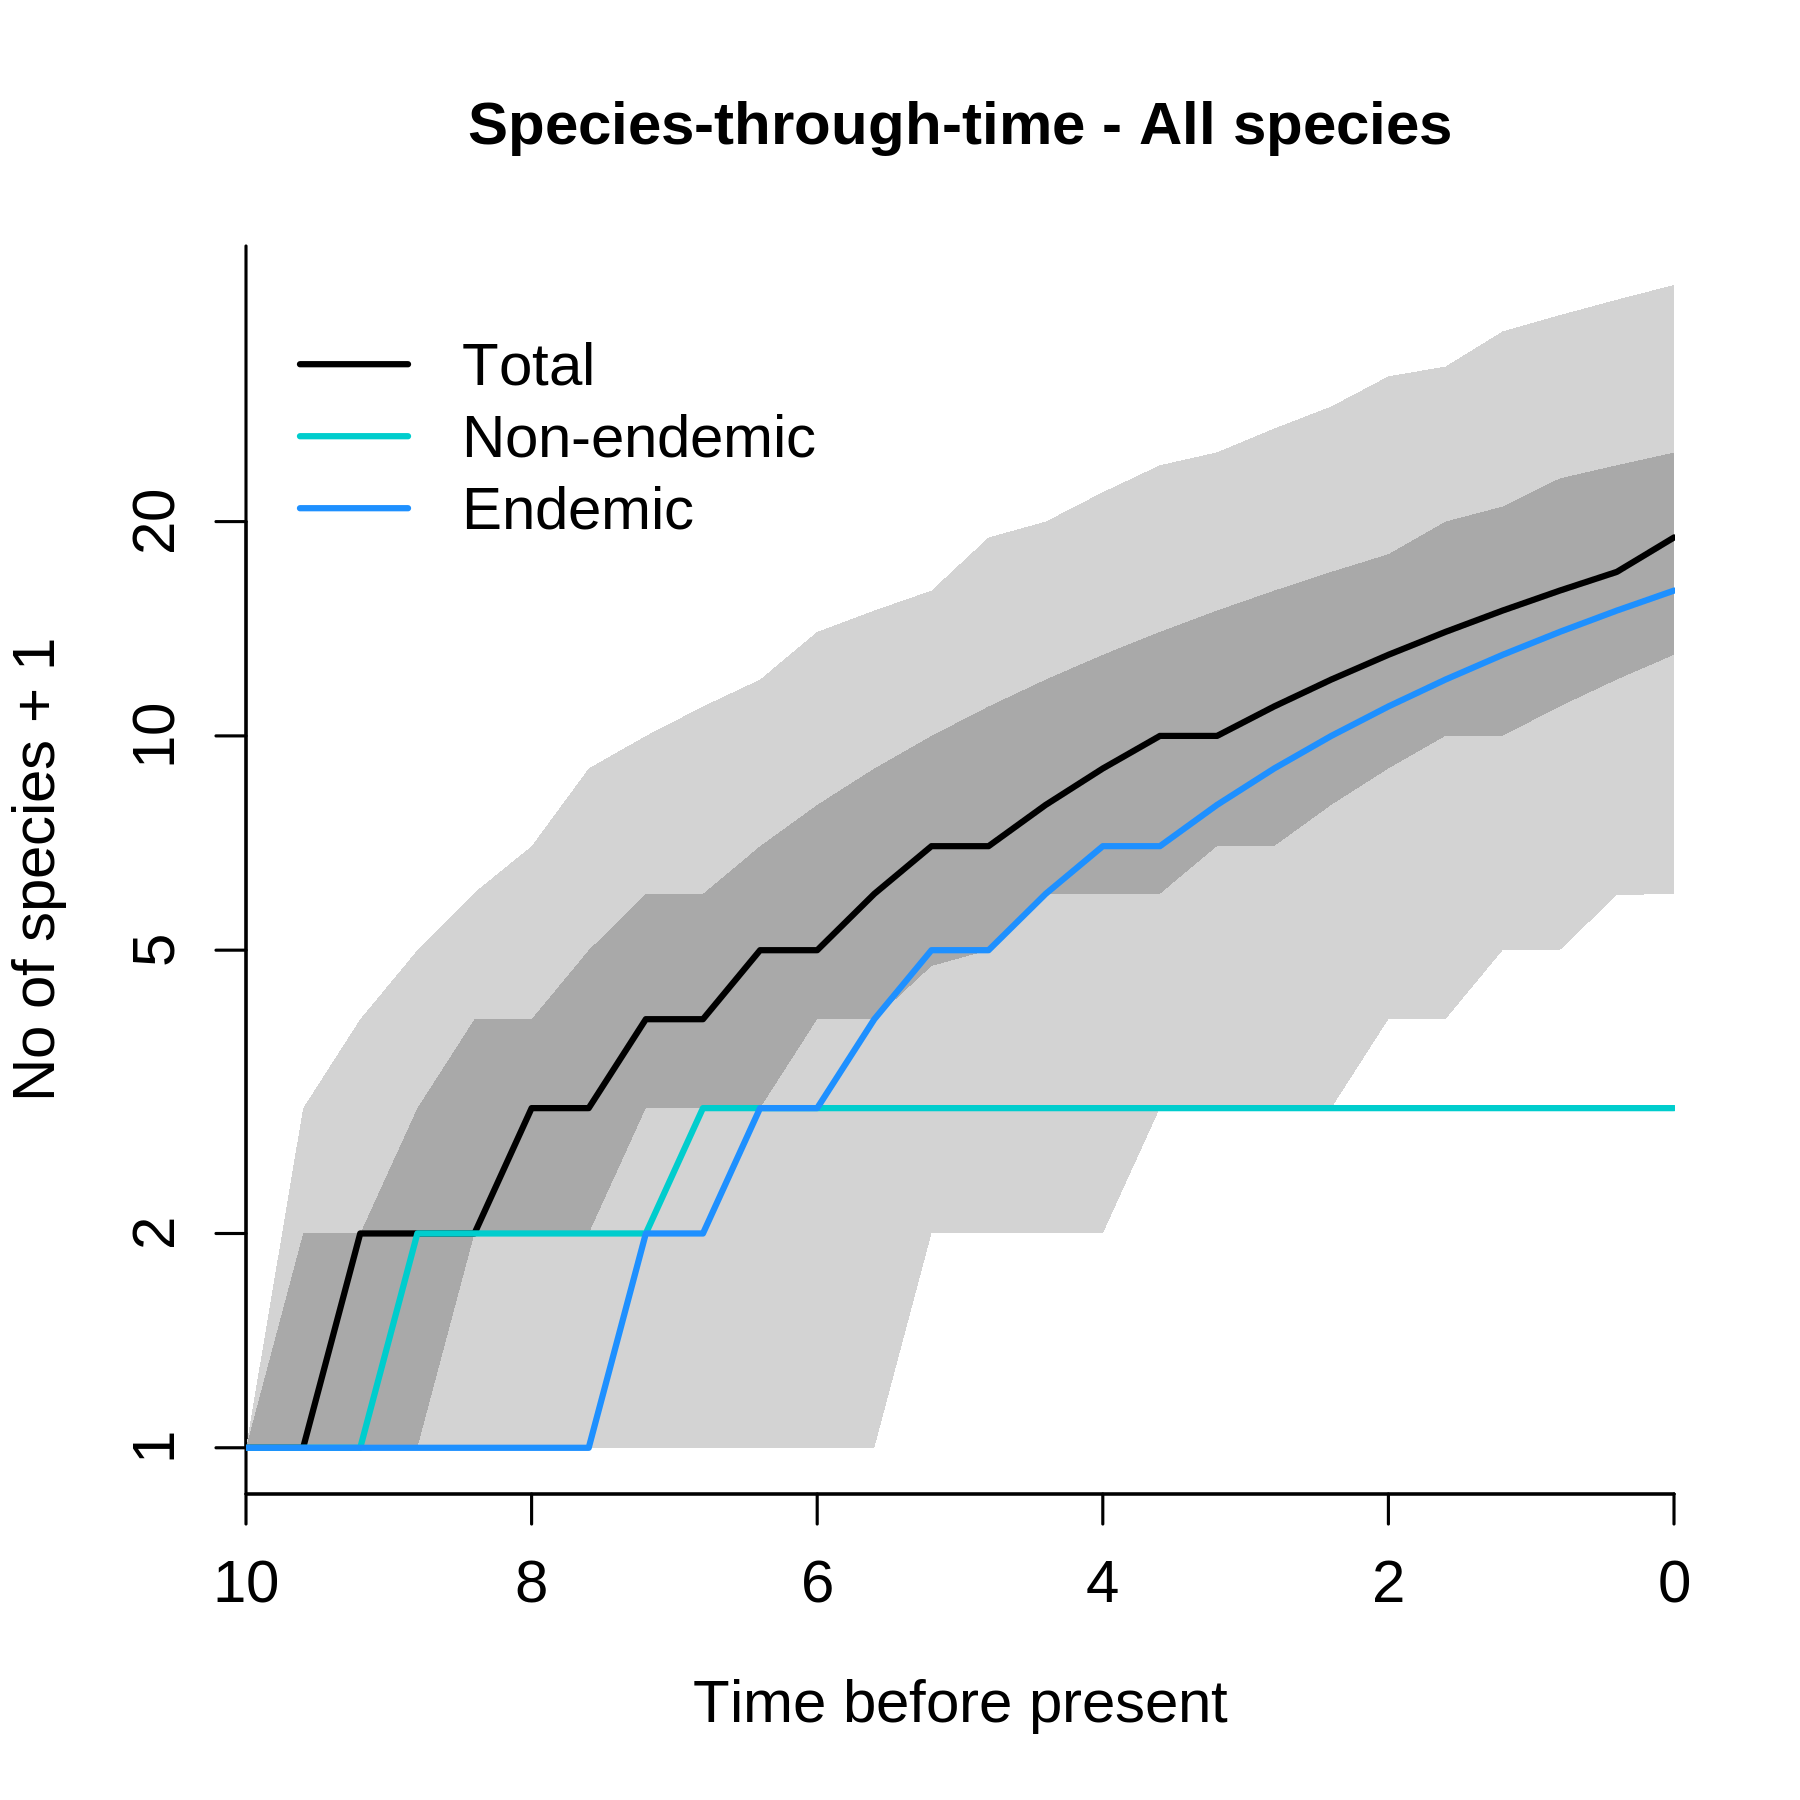 Species-through-time - All species
Total
Non-endemic
Endemic
No of species + 1
20
10
5
2
1
10 8 6 4 2 0
Time before present